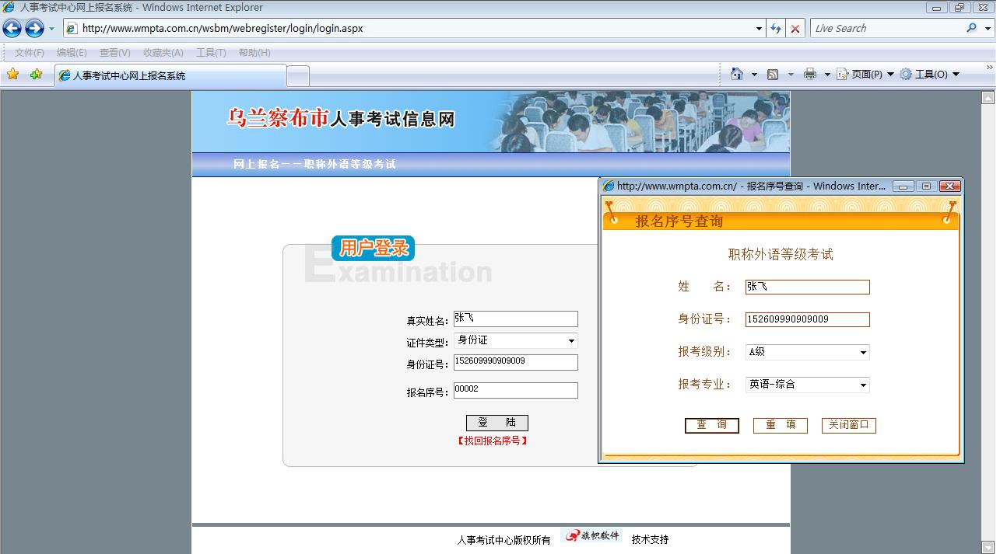 人事考试中心网上报名系统 - Windows Internet Explorer
http://www.wmpta.com.cn/wsbm/webregister/login/login.aspx
Live Search
文件(F) 编辑(E) 查看(V) 收藏夹(A) 工具(T) 帮助(H)
人事考试中心网上报名系统
页面(P) 工具(O)
乌兰察布市人事考试信息网
网上报名－－职称外语等级考试
用户登录
Examination
真实姓名: 张飞
证件类型: 身份证
身份证号: 152609990909009
报名序号: 00002
登 陆
【找回报名序号】
http://www.wmpta.com.cn/ - 报名序号查询 - Windows Inter...
报名序号查询
职称外语等级考试
姓 名： 张飞
身份证号： 152609990909009
报考级别： A级
报考专业： 英语-综合
查 询 重 填 关闭窗口
人事考试中心版权所有 旗帜软件 技术支持